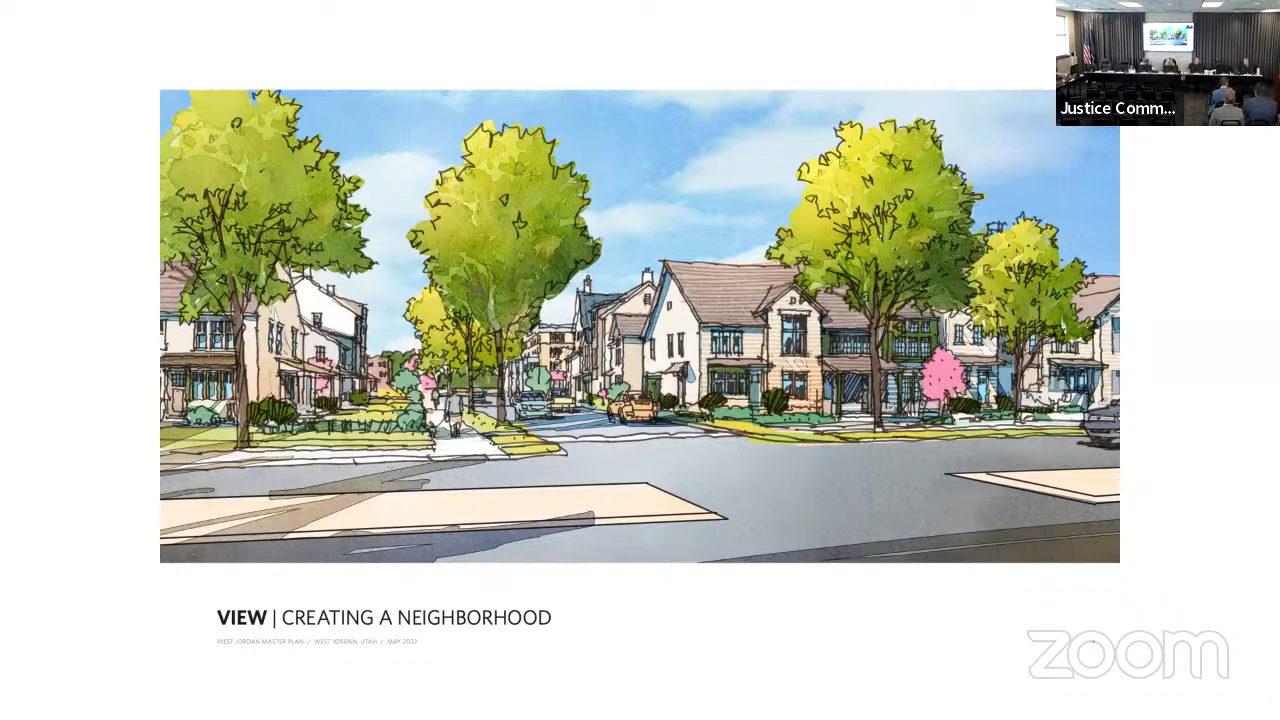 Justice Comm...
VIEW | CREATING A NEIGHBORHOOD
WEST JORDAN MASTER PLAN / WEST JORDAN, UTAH / MAY 2022
zoom